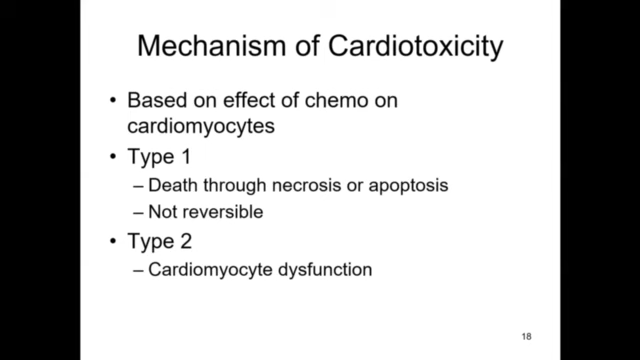 Mechanism of Cardiotoxicity
• Based on effect of chemo on
cardiomyocytes
• Type 1
– Death through necrosis or apoptosis
– Not reversible
• Type 2
– Cardiomyocyte dysfunction
18